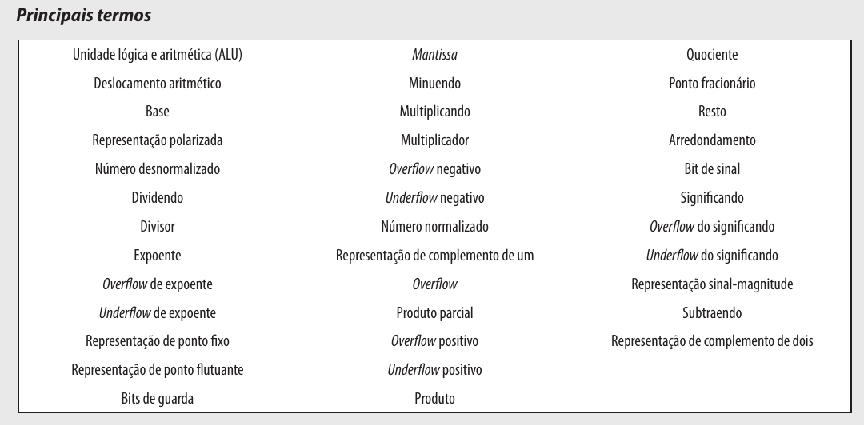 Principais termos
Unidade lógica e aritmética (ALU)
Deslocamento aritmético
Base
Representação polarizada
Número desnormalizado
Dividendo
Divisor
Expoente
Overflow de expoente
Underflow de expoente
Representação de ponto fixo
Representação de ponto flutuante
Bits de guarda
Mantissa
Minuendo
Multiplicando
Multiplicador
Overflow negativo
Underflow negativo
Número normalizado
Representação de complemento de um
Overflow
Produto parcial
Overflow positivo
Underflow positivo
Produto
Quociente
Ponto fracionário
Resto
Arredondamento
Bit de sinal
Significando
Overflow do significando
Underflow do significando
Representação sinal-magnitude
Subtraendo
Representação de complemento de dois